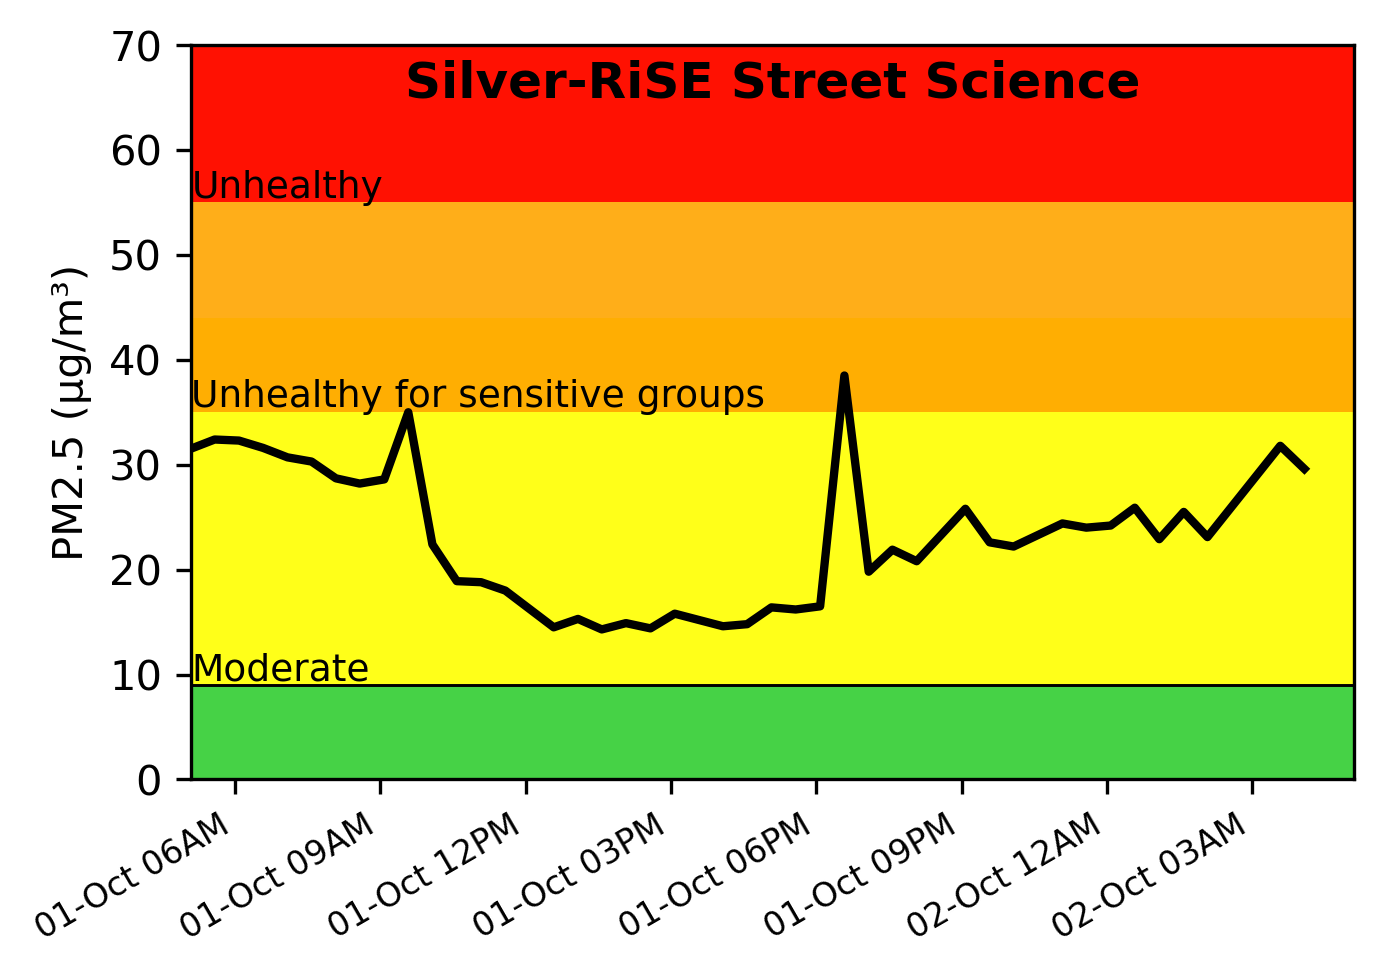 Silver-RiSE Street Science
PM2.5 (µg/m³)
70
60
Unhealthy
50
40
Unhealthy for sensitive groups
30
20
10
Moderate
0
01-Oct 06AM
01-Oct 09AM
01-Oct 12PM
01-Oct 03PM
01-Oct 06PM
01-Oct 09PM
02-Oct 12AM
02-Oct 03AM